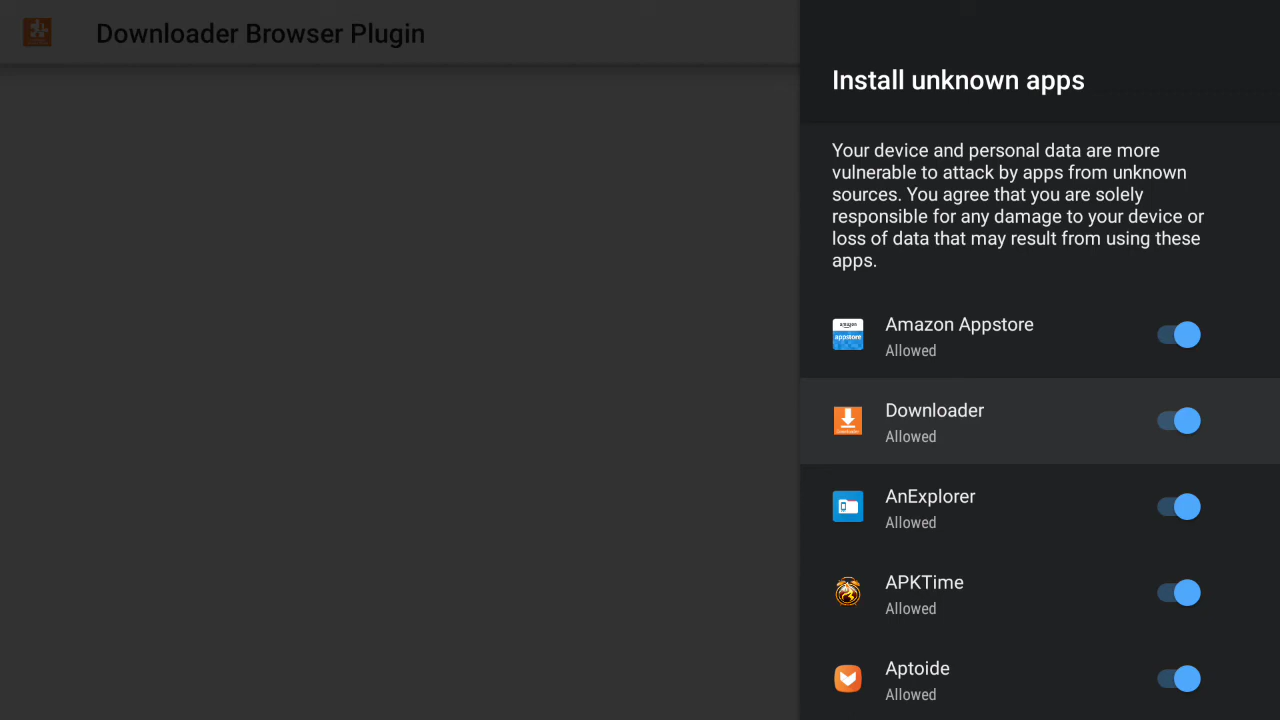 Downloader Browser Plugin
Install unknown apps
Your device and personal data are more
vulnerable to attack by apps from unknown
sources. You agree that you are solely
responsible for any damage to your device or
loss of data that may result from using these
apps.
amazon
appstore
Amazon Appstore
Allowed
Downloader
Allowed
AnExplorer
Allowed
APKTime
Allowed
Aptoide
Allowed